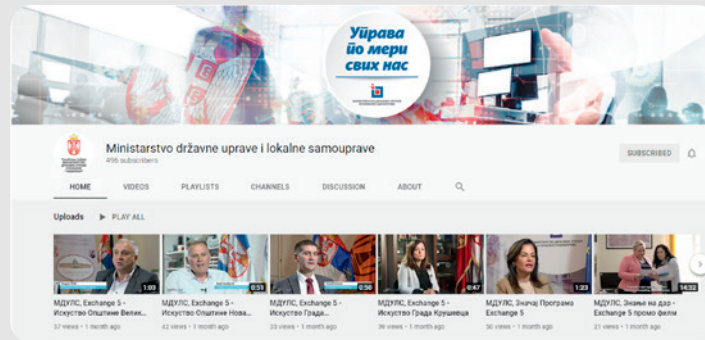 Управа
по мери
свих нас
Ministarstvo državne uprave i lokalne samouprave
496 subscribers
SUBSCRIBED
HOME VIDEOS PLAYLISTS CHANNELS DISCUSSION ABOUT
Uploads PLAY ALL
1:03 0:51 0:50 0:47 1:23 14:32
МДУЛС, Exchange 5 - Искуство Општине Велик...
57 views • 1 month ago
МДУЛС, Exchange 5 - Искуство Општине Нова...
42 views • 1 month ago
МДУЛС, Exchange 5 - Искуство Града...
33 views • 1 month ago
МДУЛС, Exchange 5 - Искуство Града Крушевца
39 views • 1 month ago
МДУЛС, Значај Програма Exchange 5
50 views • 1 month ago
МДУЛС, Знање на дар - Exchange 5 промо филм
21 views • 1 month ago